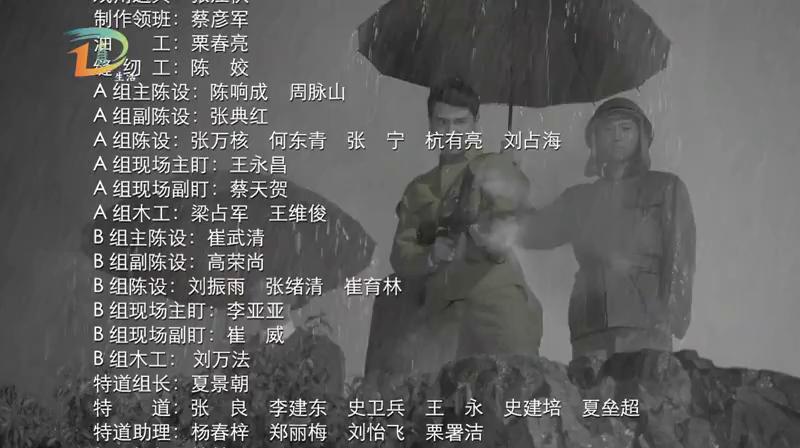 制作领班：蔡彦军
油　　工：栗春亮
缝 纫 工：陈　姣
生活
A 组主陈设：陈响成　周脉山
A 组副陈设：张典红
A 组陈设：张万核　何东青　张　宁　杭有亮　刘占海
A 组现场主盯：王永昌
A 组现场副盯：蔡天贺
A 组木工：梁占军　王维俊
B 组主陈设：崔武清
B 组副陈设：高荣尚
B 组陈设：刘振雨　张绪清　崔育林
B 组现场主盯：李亚亚
B 组现场副盯：崔　威
B 组木工： 刘万法
特道组长：夏景朝
特　　道：张　良　李建东　史卫兵　王　永　史建培　夏垒超
特道助理：杨春梓　郑丽梅　刘怡飞　栗署洁